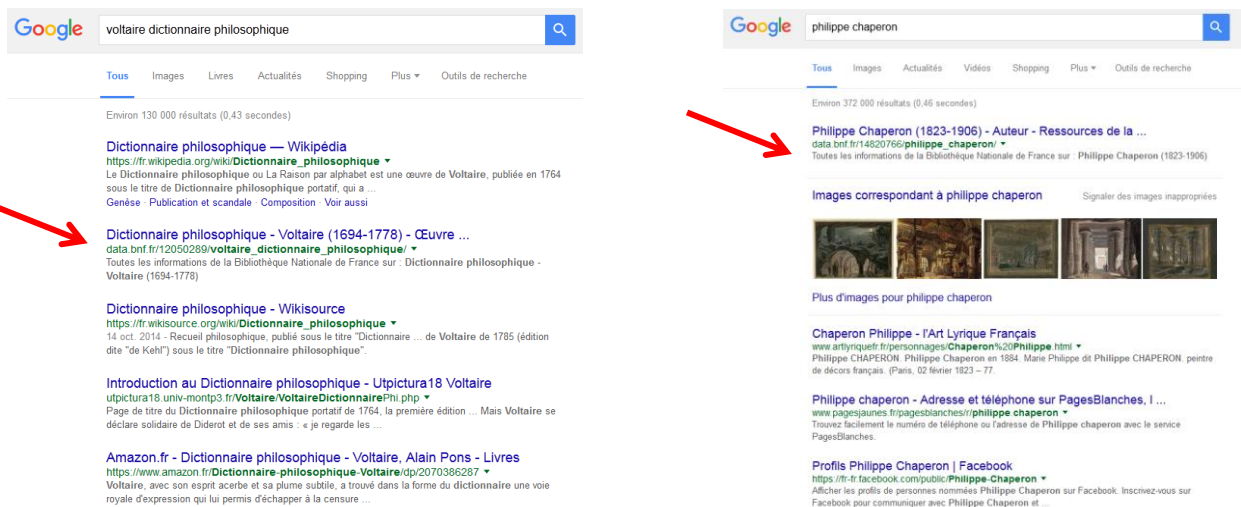 Google
voltaire dictionnaire philosophique
Tous Images Livres Actualités Shopping Plus Outils de recherche
Environ 130 000 résultats (0,43 secondes)
Dictionnaire philosophique — Wikipédia
https://fr.wikipedia.org/wiki/Dictionnaire_philosophique
Le Dictionnaire philosophique ou La Raison par alphabet est une œuvre de Voltaire, publiée en 1764
sous le titre de Dictionnaire philosophique portatif, qui a ...
Genèse · Publication et scandale · Composition · Voir aussi
Dictionnaire philosophique - Voltaire (1694-1778) - Œuvre ...
data.bnf.fr/12050289/voltaire_dictionnaire_philosophique/
Toutes les informations de la Bibliothèque Nationale de France sur : Dictionnaire philosophique -
Voltaire (1694-1778)
Dictionnaire philosophique - Wikisource
https://fr.wikisource.org/wiki/Dictionnaire_philosophique
14 oct. 2014 - Recueil philosophique, publié sous le titre "Dictionnaire ... de Voltaire de 1785 (édition
dite "de Kehl") sous le titre "Dictionnaire philosophique".
Introduction au Dictionnaire philosophique - Utpictura18 Voltaire
utpictura18.univ-montp3.fr/Voltaire/VoltaireDictionnairePhi.php
Page de titre du Dictionnaire philosophique portatif de 1764, la première édition ... Mais Voltaire se
déclare solidaire de Diderot et de ses amis : « je regarde les ...
Amazon.fr - Dictionnaire philosophique - Voltaire, Alain Pons - Livres
https://www.amazon.fr/Dictionnaire-philosophique-Voltaire/dp/2070386287
Voltaire, avec son esprit acerbe et sa plume subtile, a trouvé dans la forme du dictionnaire une voie
royale d'expression qui lui permis d'échapper à la censure ...
Google
philippe chaperon
Tous Images Actualités Vidéos Shopping Plus Outils de recherche
Environ 372 000 résultats (0,46 secondes)
Philippe Chaperon (1823-1906) - Auteur - Ressources de la ...
data.bnf.fr/14820766/philippe_chaperon/
Toutes les informations de la Bibliothèque Nationale de France sur : Philippe Chaperon (1823-1906)
Images correspondant à philippe chaperon Signaler des images inappropriées
Plus d'images pour philippe chaperon
Chaperon Philippe - l'Art Lyrique Français
www.artlyriquefr.fr/personnages/Chaperon%20Philippe.html
Philippe CHAPERON. Philippe Chaperon en 1884. Marie Philippe dit Philippe CHAPERON. peintre
de décors français. (Paris, 02 février 1823 – 77.
Philippe chaperon - Adresse et téléphone sur PagesBlanches, l ...
www.pagesjaunes.fr/pagesblanches/r/philippe chaperon
Trouvez facilement le numéro de téléphone ou l'adresse de Philippe chaperon avec le service
PagesBlanches.
Profils Philippe Chaperon | Facebook
https://fr-fr.facebook.com/public/Philippe-Chaperon
Afficher les profils de personnes nommées Philippe Chaperon sur Facebook. Inscrivez-vous sur
Facebook pour communiquer avec Philippe Chaperon et ...